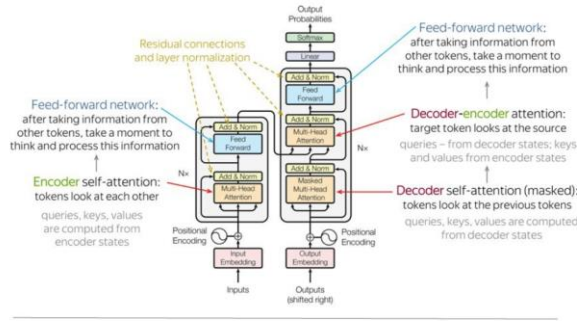 Output
Probabilities
Softmax
Linear
Add & Norm
Feed
Forward
Add & Norm
Multi-Head
Attention
Add & Norm
Masked
Multi-Head
Attention
Nx
Positional
Encoding
Output
Embedding
Outputs
(shifted right)
Residual connections
and layer normalization
Feed-forward network:
after taking information from
other tokens, take a moment to
think and process this information
Encoder self-attention:
tokens look at each other
queries, keys, values
are computed from
encoder states
Add & Norm
Feed
Forward
Nx
Add & Norm
Multi-Head
Attention
Positional
Encoding
Input
Embedding
Inputs
Feed-forward network:
after taking information from
other tokens, take a moment to
think and process this information
Decoder-encoder attention:
target token looks at the source
queries – from decoder states; keys
and values from encoder states
Decoder self-attention (masked):
tokens look at the previous tokens
queries, keys, values are computed
from decoder states